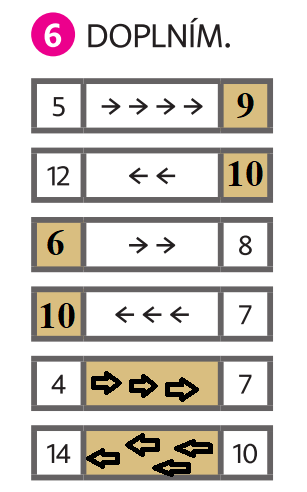 6 DOPLNÍM.
5 → → → → 9
12 ← ← 10
6 → → 8
10 ← ← ← 7
4 ⇨ ⇨ ⇨ 7
14 ⇦ ⇦ ⇦ ⇦ 10